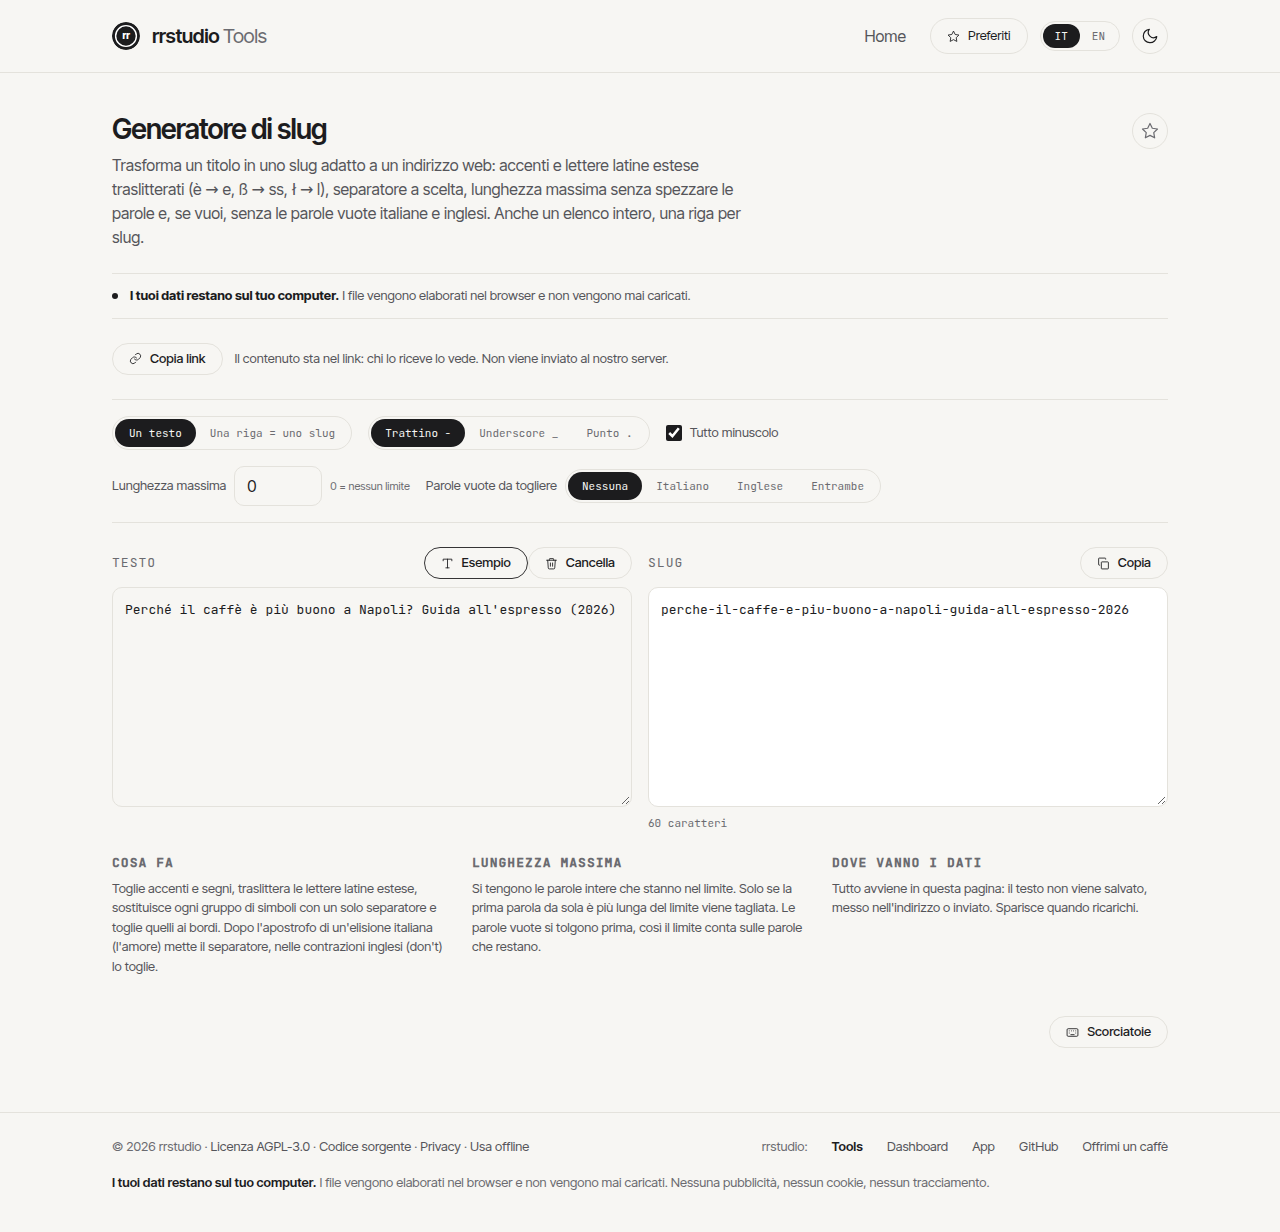 rr rrstudio Tools
Home
Preferiti
IT EN
Generatore di slug
Trasforma un titolo in uno slug adatto a un indirizzo web: accenti e lettere latine estese
traslitterati (è → e, ß → ss, ł → l), separatore a scelta, lunghezza massima senza spezzare le
parole e, se vuoi, senza le parole vuote italiane e inglesi. Anche un elenco intero, una riga per
slug.
I tuoi dati restano sul tuo computer. I file vengono elaborati nel browser e non vengono mai caricati.
Copia link Il contenuto sta nel link: chi lo riceve lo vede. Non viene inviato al nostro server.
Un testo Una riga = uno slug Trattino - Underscore _ Punto . Tutto minuscolo
Lunghezza massima 0 0 = nessun limite Parole vuote da togliere Nessuna Italiano Inglese Entrambe
TESTO Esempio Cancella
Perché il caffè è più buono a Napoli? Guida all'espresso (2026)
SLUG Copia
perche-il-caffe-e-piu-buono-a-napoli-guida-all-espresso-2026
60 caratteri
COSA FA
Toglie accenti e segni, traslittera le lettere latine estese,
sostituisce ogni gruppo di simboli con un solo separatore e
toglie quelli ai bordi. Dopo l'apostrofo di un'elisione italiana
(l'amore) mette il separatore, nelle contrazioni inglesi (don't)
lo toglie.
LUNGHEZZA MASSIMA
Si tengono le parole intere che stanno nel limite. Solo se la
prima parola da sola è più lunga del limite viene tagliata. Le
parole vuote si tolgono prima, così il limite conta sulle parole
che restano.
DOVE VANNO I DATI
Tutto avviene in questa pagina: il testo non viene salvato,
messo nell'indirizzo o inviato. Sparisce quando ricarichi.
Scorciatoie
© 2026 rrstudio · Licenza AGPL-3.0 · Codice sorgente · Privacy · Usa offline
rrstudio: Tools Dashboard App GitHub Offrimi un caffè
I tuoi dati restano sul tuo computer. I file vengono elaborati nel browser e non vengono mai caricati. Nessuna pubblicità, nessun cookie, nessun tracciamento.